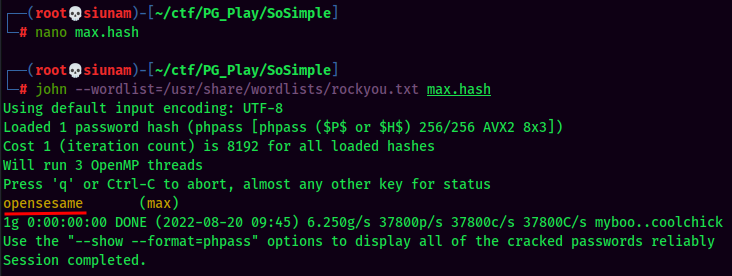 ┌──(root💀siunam)-[~/ctf/PG_Play/SoSimple]
└─# nano max.hash
┌──(root💀siunam)-[~/ctf/PG_Play/SoSimple]
└─# john --wordlist=/usr/share/wordlists/rockyou.txt max.hash
Using default input encoding: UTF-8
Loaded 1 password hash (phpass [phpass ($P$ or $H$) 256/256 AVX2 8x3])
Cost 1 (iteration count) is 8192 for all loaded hashes
Will run 3 OpenMP threads
Press 'q' or Ctrl-C to abort, almost any other key for status
opensesame       (max)
1g 0:00:00:00 DONE (2022-08-20 09:45) 6.250g/s 37800p/s 37800c/s 37800C/s myboo..coolchick
Use the "--show --format=phpass" options to display all of the cracked passwords reliably
Session completed.